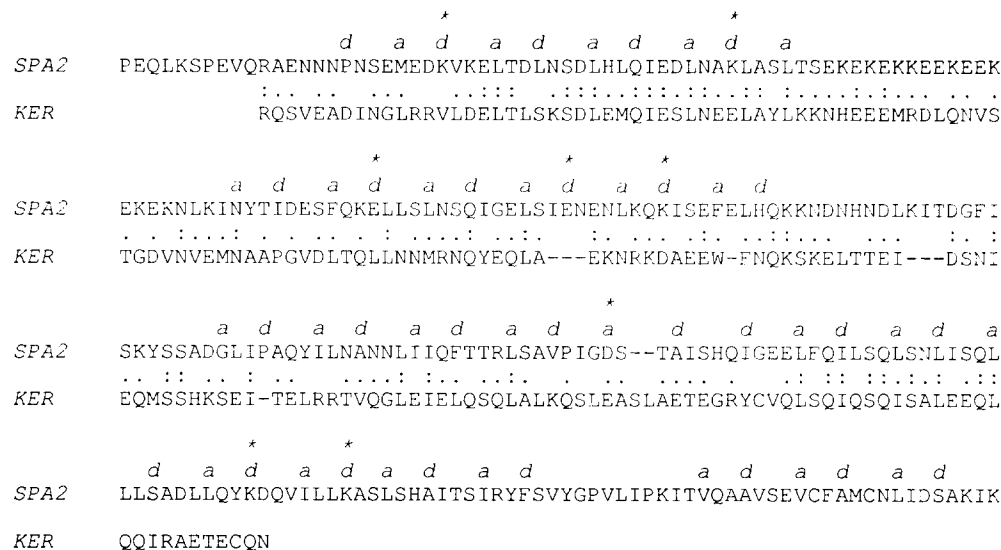 * *
d a d a d a d a d a
SPA2 PEQLKSPEVQRAENNNPNSEMEDKVKELTDLNSDLHLQIEDLNAKLASLTSEKEKEKKEEKEEK
:. .. .. . .. .. .:::. .::..:::.:::.. ::. :. ..:.. . . . ..
KER RQSVEADINGLRRVLDELTLSKSDLEMQIESLNEELAYLKKNHEEEMRDLQNVS
* * *
a d a d a d a d a d a d
SPA2 EKEKNLKINYTIDESFQKELLSLNSQIGELSIENENLKQKISEFELHQKKNDNHNDLKITDGFI
KER TGDVNVEMNAAPGVDLTQLLNNMRNQYEQLA---EKNRKDAEEW-FNQKSKELTTEI---DSNI
*
a d a d a d a d a d d a d a d a
SPA2 SKYSSADGLIPAQYILNANNLIIQFTTRLSAVPIGDS--TAISHQIGEELFQILSQLSNLISQL
KER EQMSSHKSEI-TELRRTVQGLEIELQSQLALKQSLEASLAETEGRYCVQLSQIQSQISALEEQL
* *
d a d a d a d a d a d a d a d
SPA2 LLSADLLQYKDQVILLKASLSHAITSIRYFSVYGPVLIPKITVQAAVSEVCFAMCNLIDSAKIK
KER QQIRAETECQN